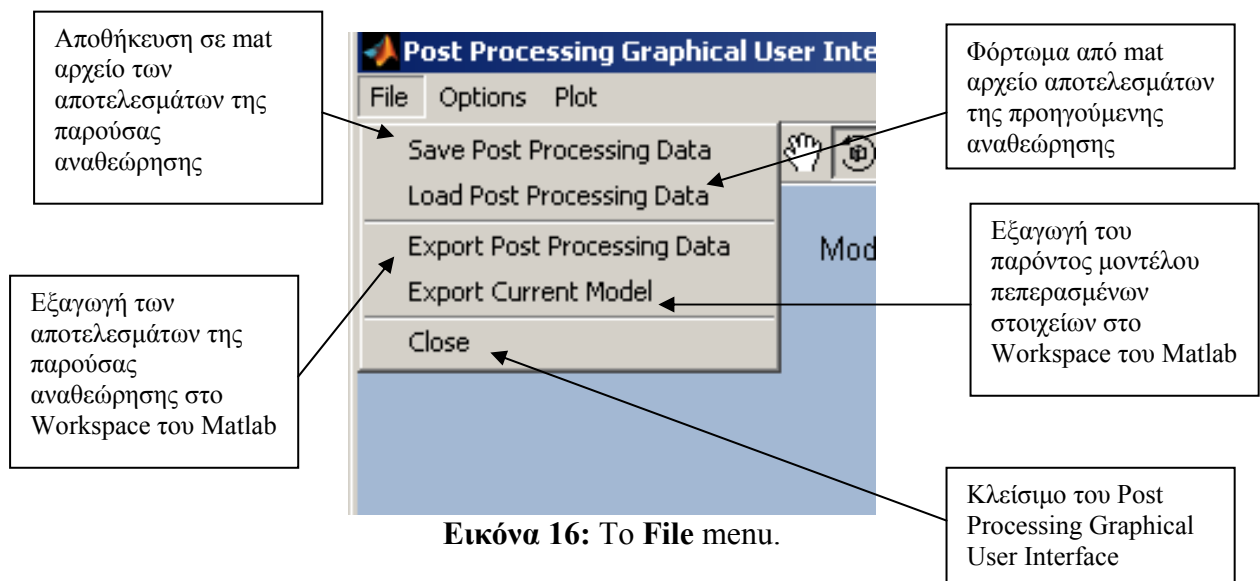 Αποθήκευση σε mat
αρχείο των
αποτελεσμάτων της
παρούσας
αναθεώρησης
Post Processing Graphical User Inte
File Options Plot
Save Post Processing Data
Load Post Processing Data
Export Post Processing Data
Export Current Model
Close
Mod
Φόρτωμα από mat
αρχείο αποτελεσμάτων
της προηγούμενης
αναθεώρησης
Εξαγωγή των
αποτελεσμάτων της
παρούσας
αναθεώρησης στο
Workspace του Matlab
Εξαγωγή του
παρόντος μοντέλου
πεπερασμένων
στοιχείων στο
Workspace του Matlab
Κλείσιμο του Post
Processing Graphical
User Interface
Εικόνα 16: Το File menu.